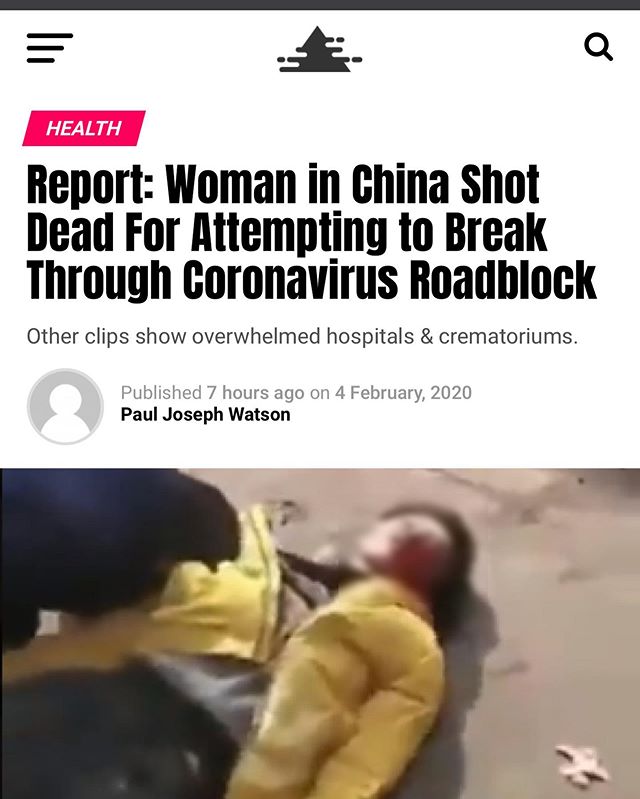 HEALTH
Report: Woman in China Shot
Dead For Attempting to Break
Through Coronavirus Roadblock
Other clips show overwhelmed hospitals & crematoriums.
Published 7 hours ago on 4 February, 2020
Paul Joseph Watson